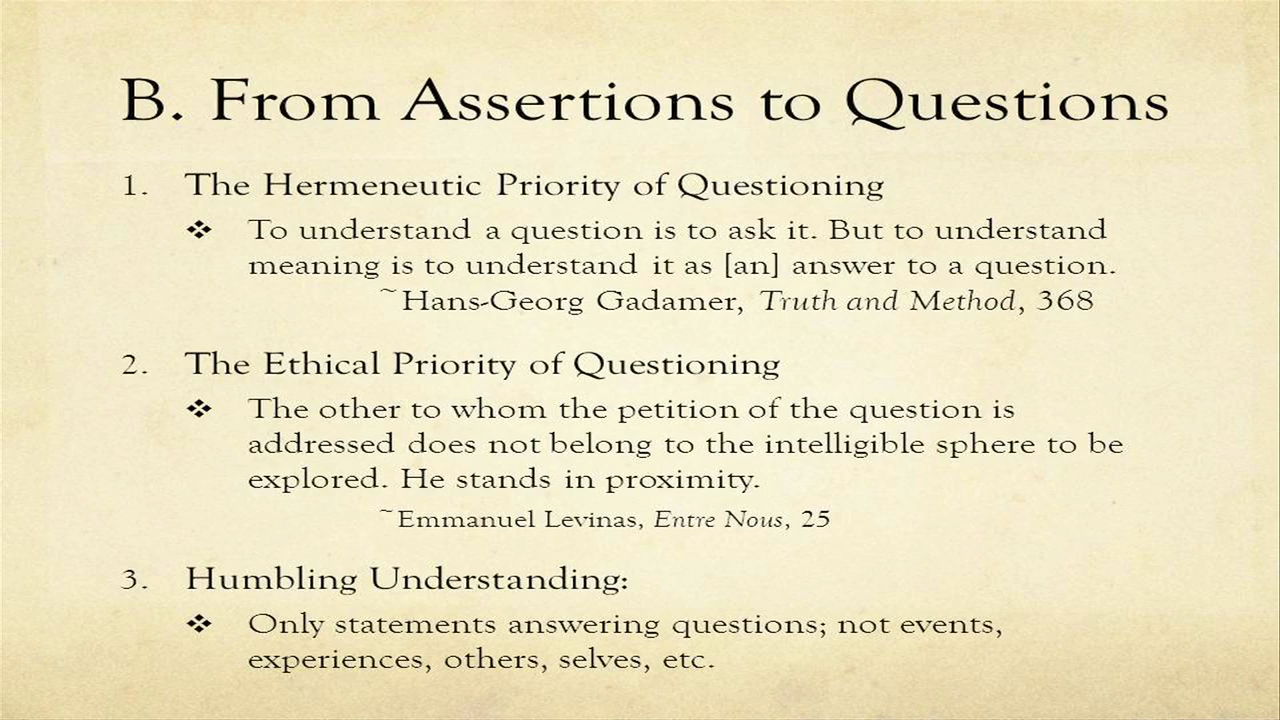 B. From Assertions to Questions
1. The Hermeneutic Priority of Questioning
❖ To understand a question is to ask it. But to understand
meaning is to understand it as [an] answer to a question.
~Hans-Georg Gadamer, Truth and Method, 368
2. The Ethical Priority of Questioning
❖ The other to whom the petition of the question is
addressed does not belong to the intelligible sphere to be
explored. He stands in proximity.
~Emmanuel Levinas, Entre Nous, 25
3. Humbling Understanding:
❖ Only statements answering questions; not events,
experiences, others, selves, etc.